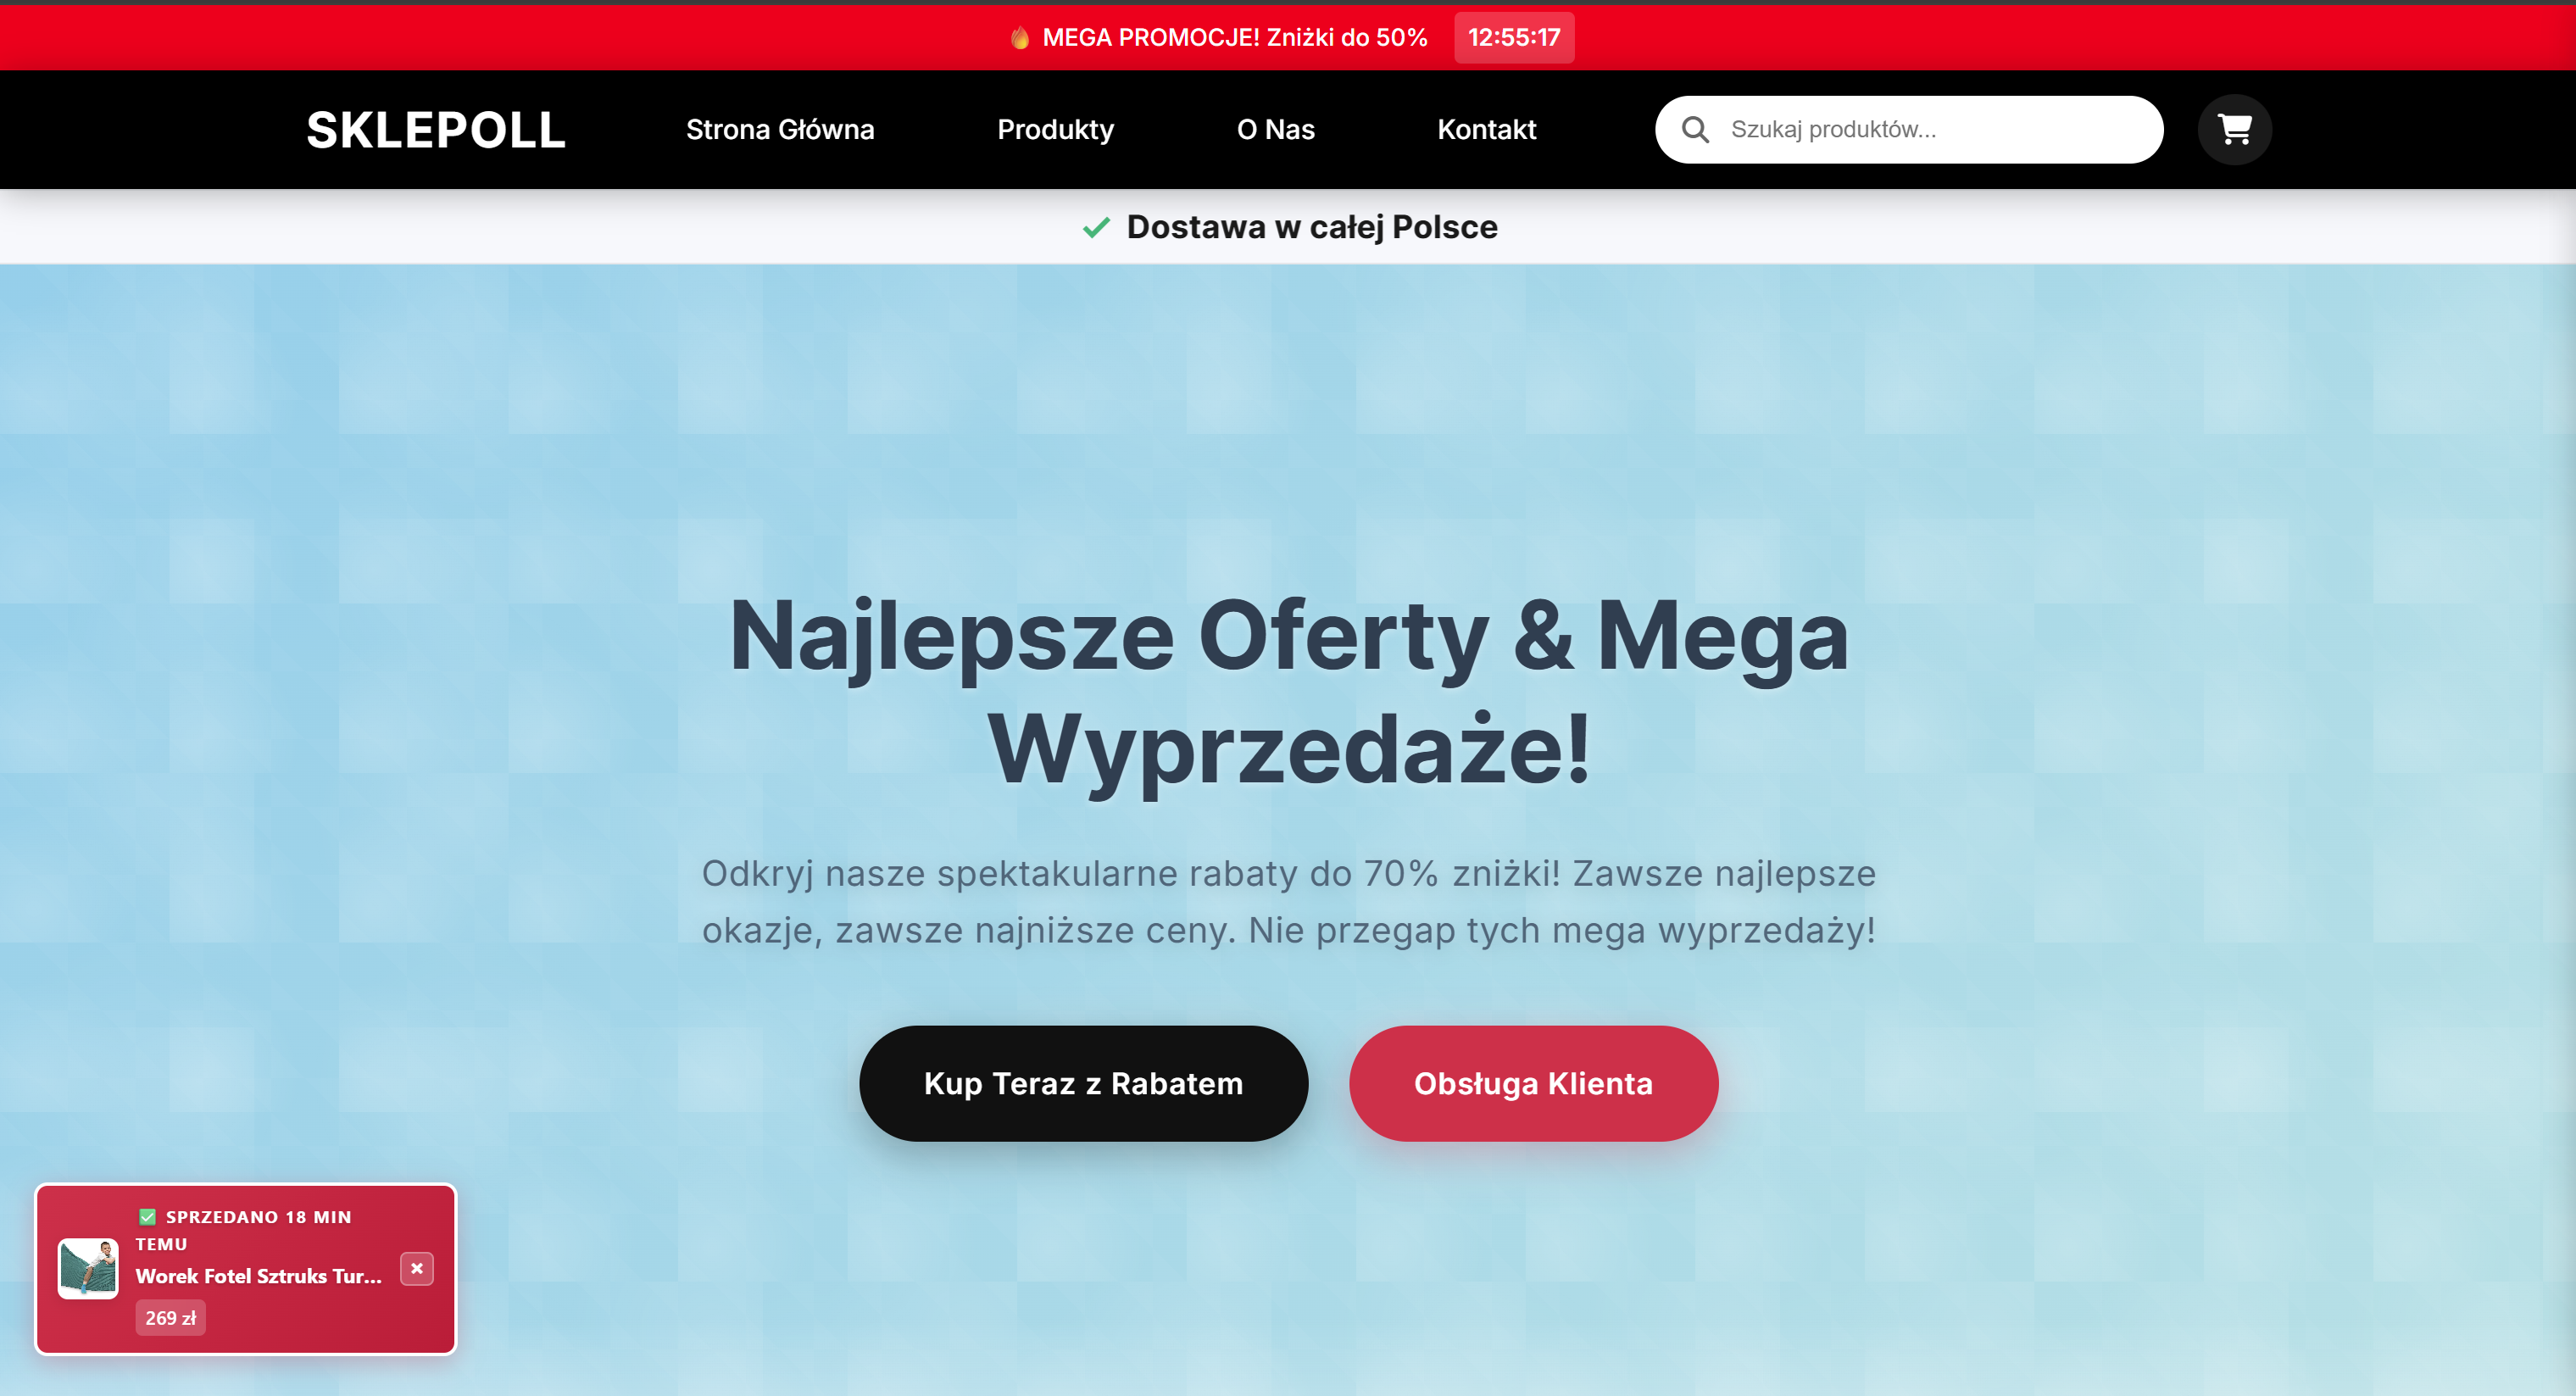 MEGA PROMOCJE! Zniżki do 50% 12:55:17
SKLEPOLL
Strona Główna
Produkty
O Nas
Kontakt
Szukaj produktów...
Dostawa w całej Polsce
Najlepsze Oferty & Mega
Wyprzedaże!
Odkryj nasze spektakularne rabaty do 70% zniżki! Zawsze najlepsze
okazje, zawsze najniższe ceny. Nie przegap tych mega wyprzedaży!
Kup Teraz z Rabatem
Obsługa Klienta
SPRZEDANO 18 MIN
TEMU
Worek Fotel Sztruks Tur...
269 zł